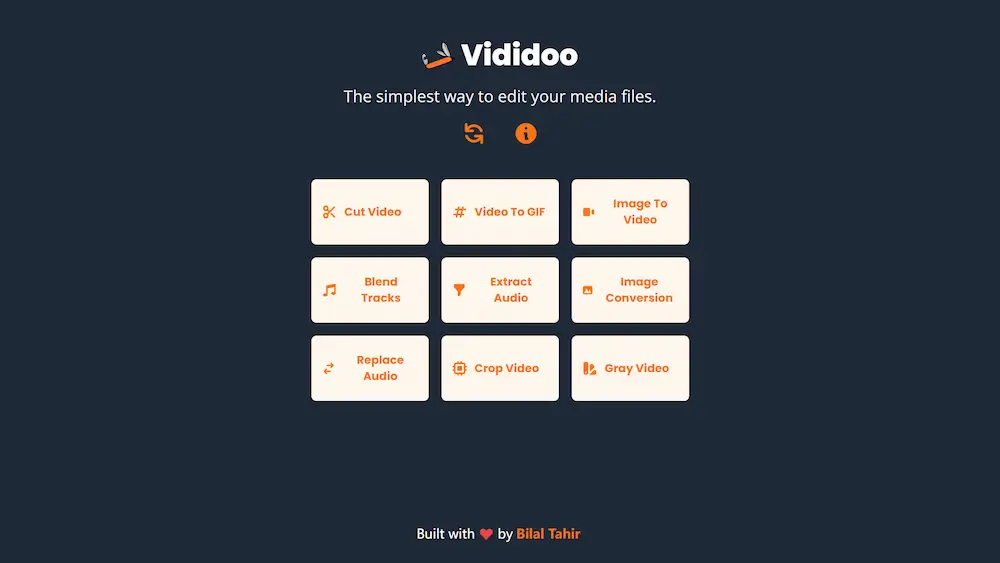 Vididoo
The simplest way to edit your media files.
Cut Video
Video To GIF
Image To
Video
Blend
Tracks
Extract
Audio
Image
Conversion
Replace
Audio
Crop Video
Gray Video
Built with ❤ by Bilal Tahir